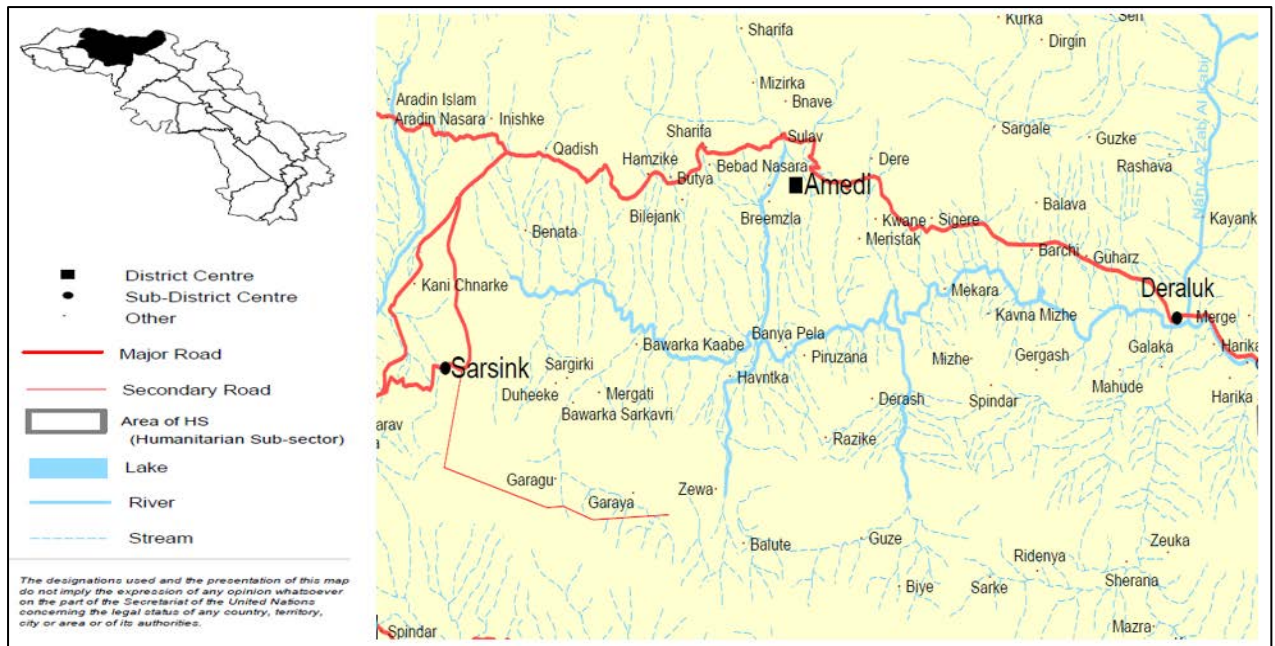 District Centre
Sub-District Centre
Other
Major Road
Secondary Road
Area of HS
(Humanitarian Sub-sector)
Lake
River
Stream
The designations used and the presentation of this map
do not imply the expression of any opinion whatsoever
on the part of the Secretariat of the United Nations
concerning the legal status of any country, territory,
city or area or of its authorities.
Kurka
Sharifa
Dirgin
Mizirka
Bnave
Aradin Islam
Aradin Nasara
Inishke
Sharifa
Sulav
Sargale
Guzke
Qadish
Hamzike
Bebad Nasara
Dere
Rashava
Nahr Az Zab Al Kabir
Butya
Amedi
Bilejank
Breemzla
Kwane
Sigere
Balava
Kayank
Benata
Meristak
Barchi
Guharz
Kani Chnarke
Mekara
Deraluk
Kavna Mizhe
Merge
Bawarka Kaabe
Banya Pela
Piruzana
Mizhe
Gergash
Galaka
Harika
Sarsink
Sargirki
Havntka
Duheeke
Mergati
Derash
Spindar
Mahude
Harika
Bawarka Sarkavri
arav
Razike
Garagu
Garaya
Zewa
Balute
Guze
Zeuka
Ridenya
Biye
Sarke
Sherana
Spindar
Mazra